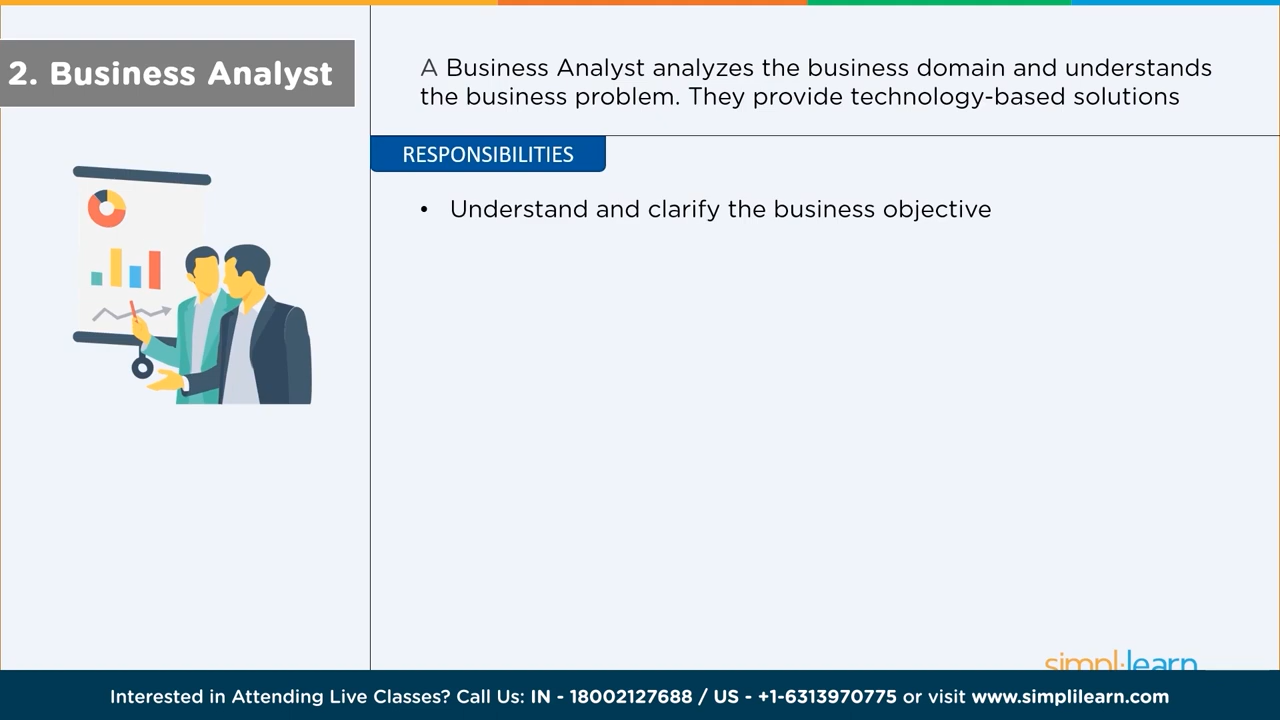 2. Business Analyst
A Business Analyst analyzes the business domain and understands
the business problem. They provide technology-based solutions
RESPONSIBILITIES
• Understand and clarify the business objective
simplilearn
Interested in Attending Live Classes? Call Us: IN - 18002127688 / US - +1-6313970775 or visit www.simplilearn.com